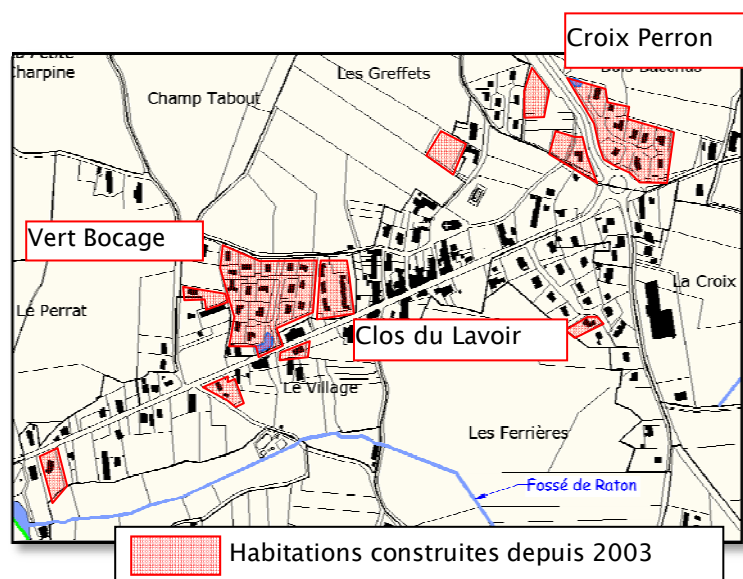 Croix Perron
Charpine
Les Greffets
Champ Tabout
Vert Bocage
La Croix
Le Perrat
Clos du Lavoir
Le Village
Les Ferrières
Fossé de Raton
Habitations construites depuis 2003